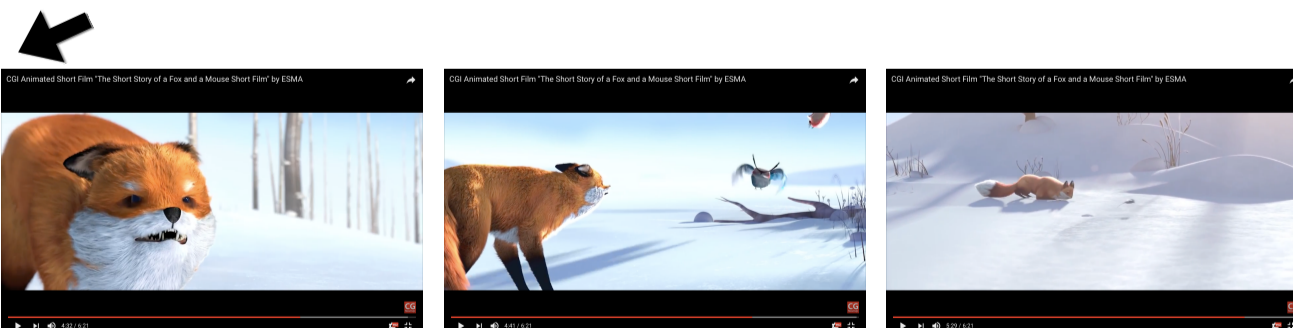 CGI Animated Short Film "The Short Story of a Fox and a Mouse Short Film" by ESMA
CGI Animated Short Film "The Short Story of a Fox and a Mouse Short Film" by ESMA
CGI Animated Short Film "The Short Story of a Fox and a Mouse Short Film" by ESMA
CG
CG
C
4:32 / 6:21
4:41 / 6:21
5:29 / 6:21